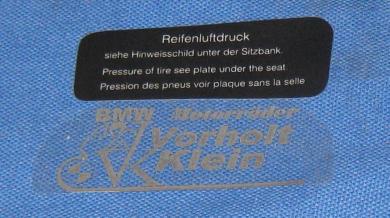 Reifenluftdruck
siehe Hinweisschild unter der Sitzbank.
Pressure of tire see plate under the seat
Pression des pneus voir plaque sans la selle
BMW Motorräder
Vorholt
Klein